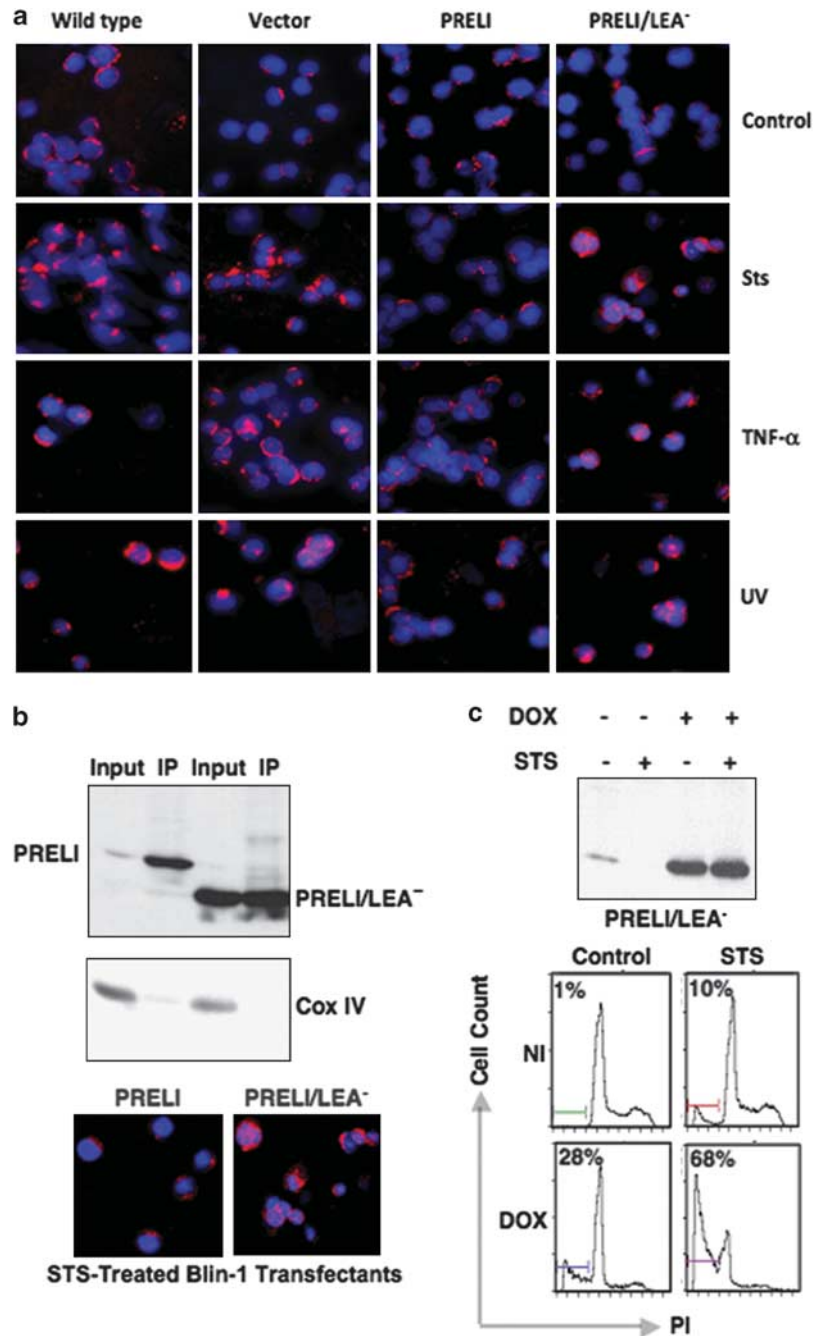 a
Wild type Vector PRELI PRELI/LEA⁻
Control
Sts
TNF-α
UV
b
Input IP Input IP
PRELI
PRELI/LEA⁻
Cox IV
PRELI PRELI/LEA⁻
STS-Treated Blin-1 Transfectants
c
DOX - - + +
STS - + - +
PRELI/LEA⁻
Control STS
Cell Count
NI
1% 10%
DOX
28% 68%
PI